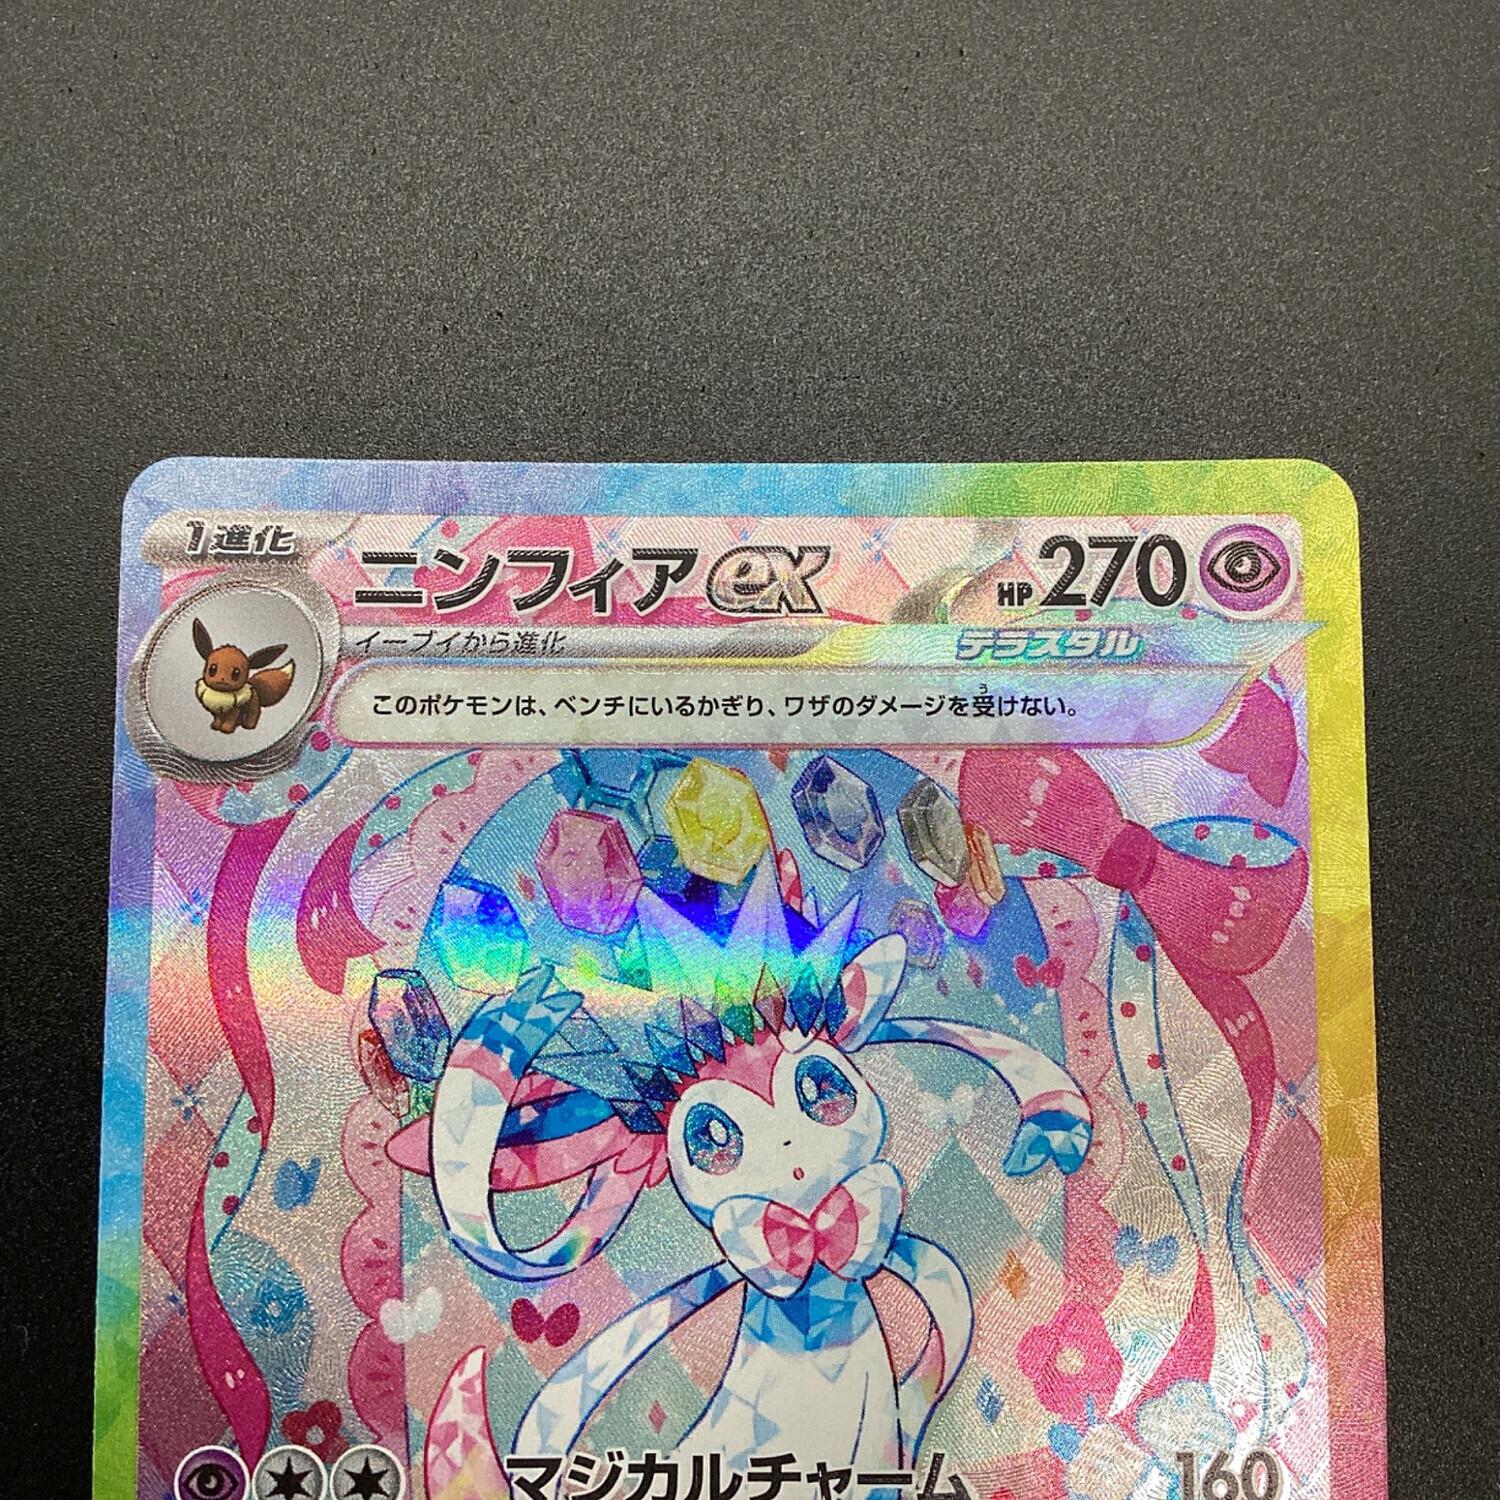 1進化
ニンフィアex HP270
イーブイから進化 テラスタル
このポケモンは、ベンチにいるかぎり、ワザのダメージを受けない。
う
マジカルチャーム 160